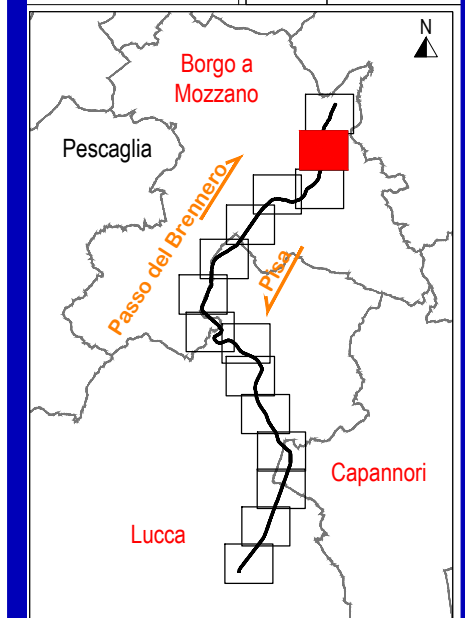 N
Borgo a
Mozzano
Pescaglia
Passo del Brennero
Pisa
Capannori
Lucca